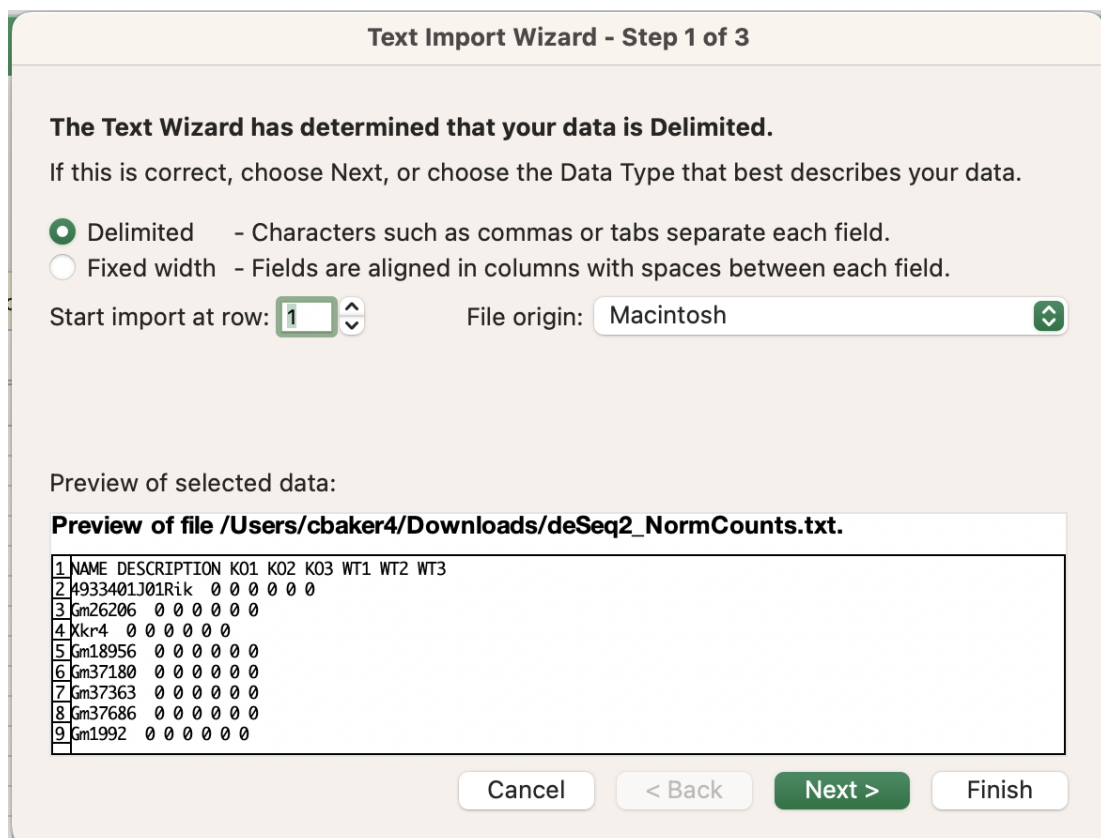 Text Import Wizard - Step 1 of 3
The Text Wizard has determined that your data is Delimited.
If this is correct, choose Next, or choose the Data Type that best describes your data.
Delimited - Characters such as commas or tabs separate each field.
Fixed width - Fields are aligned in columns with spaces between each field.
Start import at row: 1 File origin: Macintosh
Preview of selected data:
Preview of file /Users/cbaker4/Downloads/deSeq2_NormCounts.txt.
1 NAME DESCRIPTION KO1 KO2 KO3 WT1 WT2 WT3
2 4933401J01Rik 0 0 0 0 0 0
3 Gm26206 0 0 0 0 0 0
4 Xkr4 0 0 0 0 0 0
5 Gm18956 0 0 0 0 0 0
6 Gm37180 0 0 0 0 0 0
7 Gm37363 0 0 0 0 0 0
8 Gm37686 0 0 0 0 0 0
9 Gm1992 0 0 0 0 0 0
Cancel < Back Next > Finish